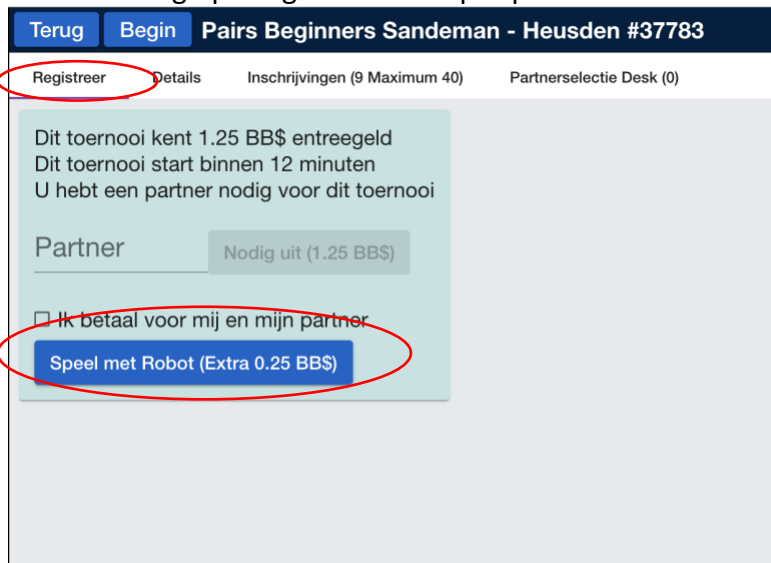 Terug Begin Pairs Beginners Sandeman - Heusden #37783
Registreer Details Inschrijvingen (9 Maximum 40) Partnerselectie Desk (0)
Dit toernooi kent 1.25 BB$ entreegeld
Dit toernooi start binnen 12 minuten
U hebt een partner nodig voor dit toernooi
Partner Nodig uit (1.25 BB$)
Ik betaal voor mij en mijn partner
Speel met Robot (Extra 0.25 BB$)